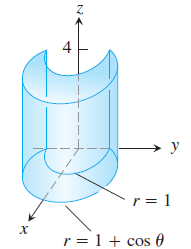 z
4
y
r = 1
x
r = 1 + cos θ